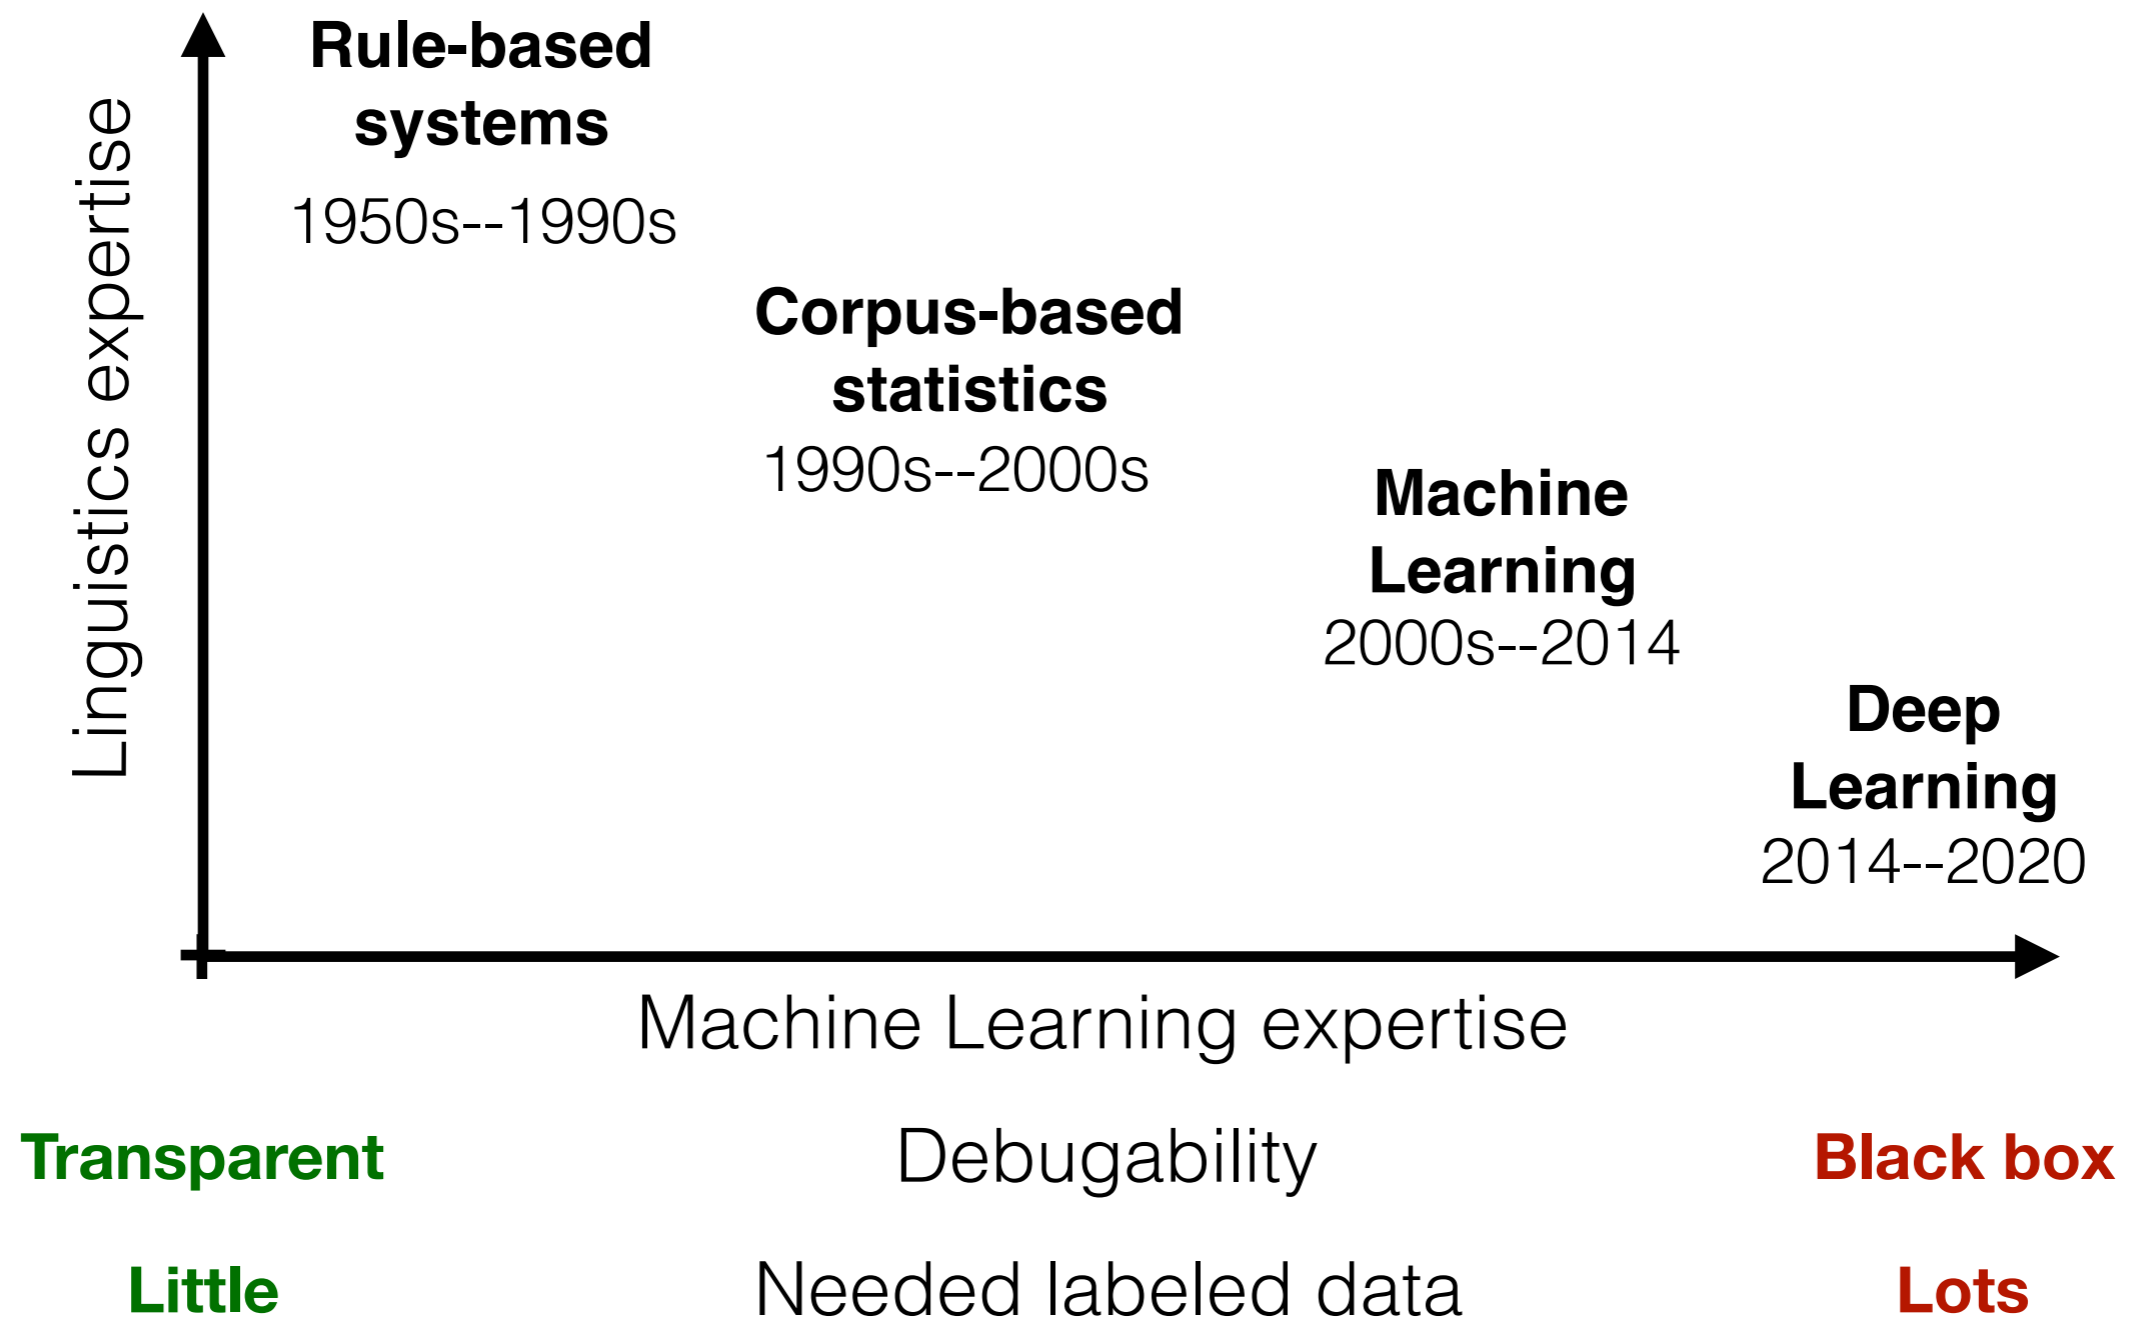 Linguistics expertise
Rule-based
systems
1950s--1990s
Corpus-based
statistics
1990s--2000s
Machine
Learning
2000s--2014
Deep
Learning
2014--2020
Machine Learning expertise
Transparent Debugability Black box
Little Needed labeled data Lots